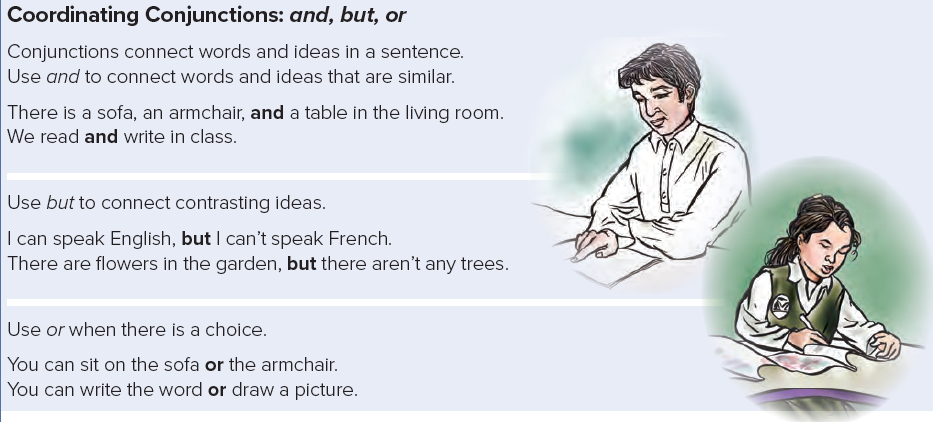 Coordinating Conjunctions: and, but, or
Conjunctions connect words and ideas in a sentence.
Use and to connect words and ideas that are similar.
There is a sofa, an armchair, and a table in the living room.
We read and write in class.
Use but to connect contrasting ideas.
I can speak English, but I can't speak French.
There are flowers in the garden, but there aren't any trees.
Use or when there is a choice.
You can sit on the sofa or the armchair.
You can write the word or draw a picture.